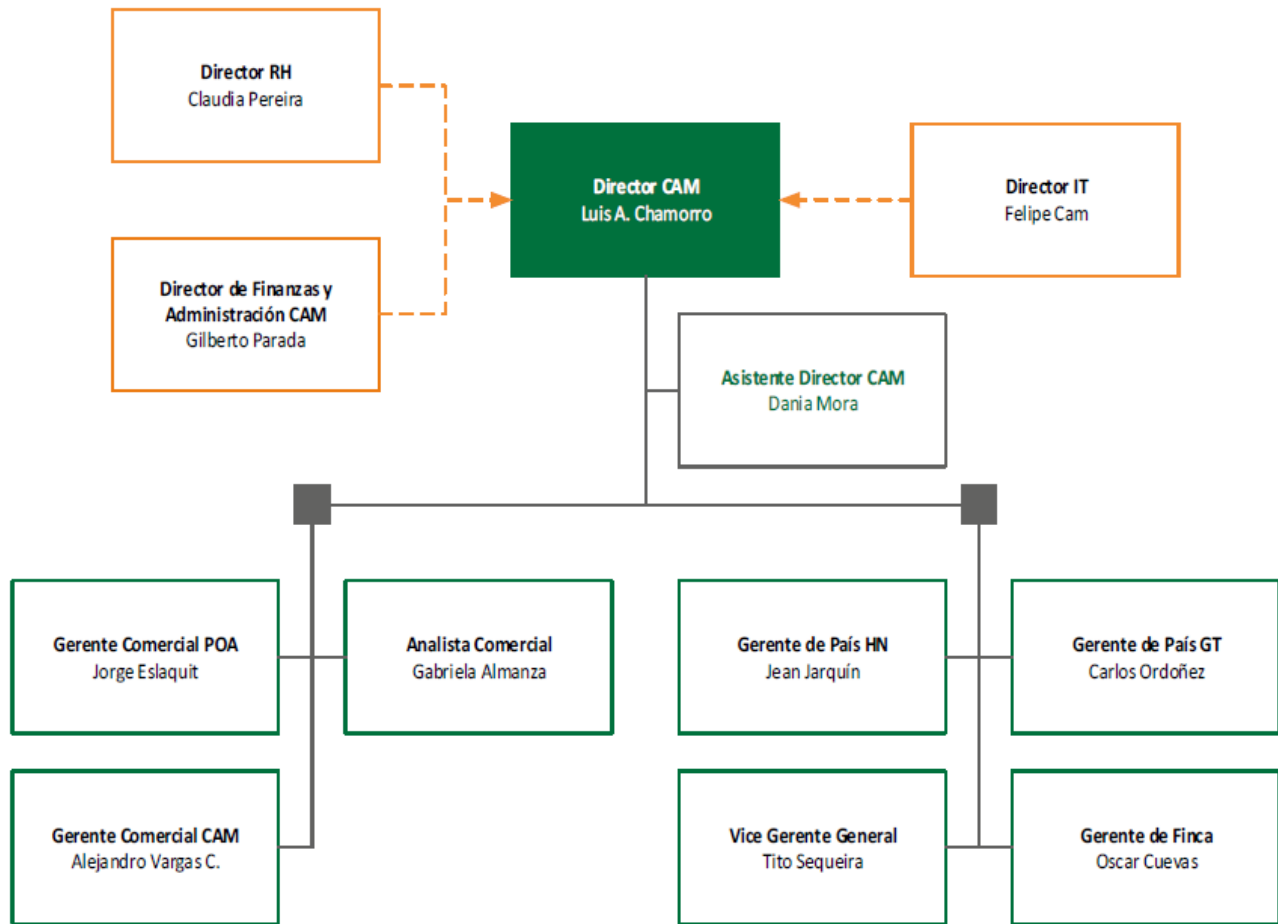 Director RH
Claudia Pereira
Director CAM
Luis A. Chamorro
Director IT
Felipe Cam
Director de Finanzas y
Administración CAM
Gilberto Parada
Asistente Director CAM
Dania Mora
Gerente Comercial POA
Jorge Eslaquit
Analista Comercial
Gabriela Almanza
Gerente de País HN
Jean Jarquín
Gerente de País GT
Carlos Ordoñez
Gerente Comercial CAM
Alejandro Vargas C.
Vice Gerente General
Tito Sequeira
Gerente de Finca
Oscar Cuevas